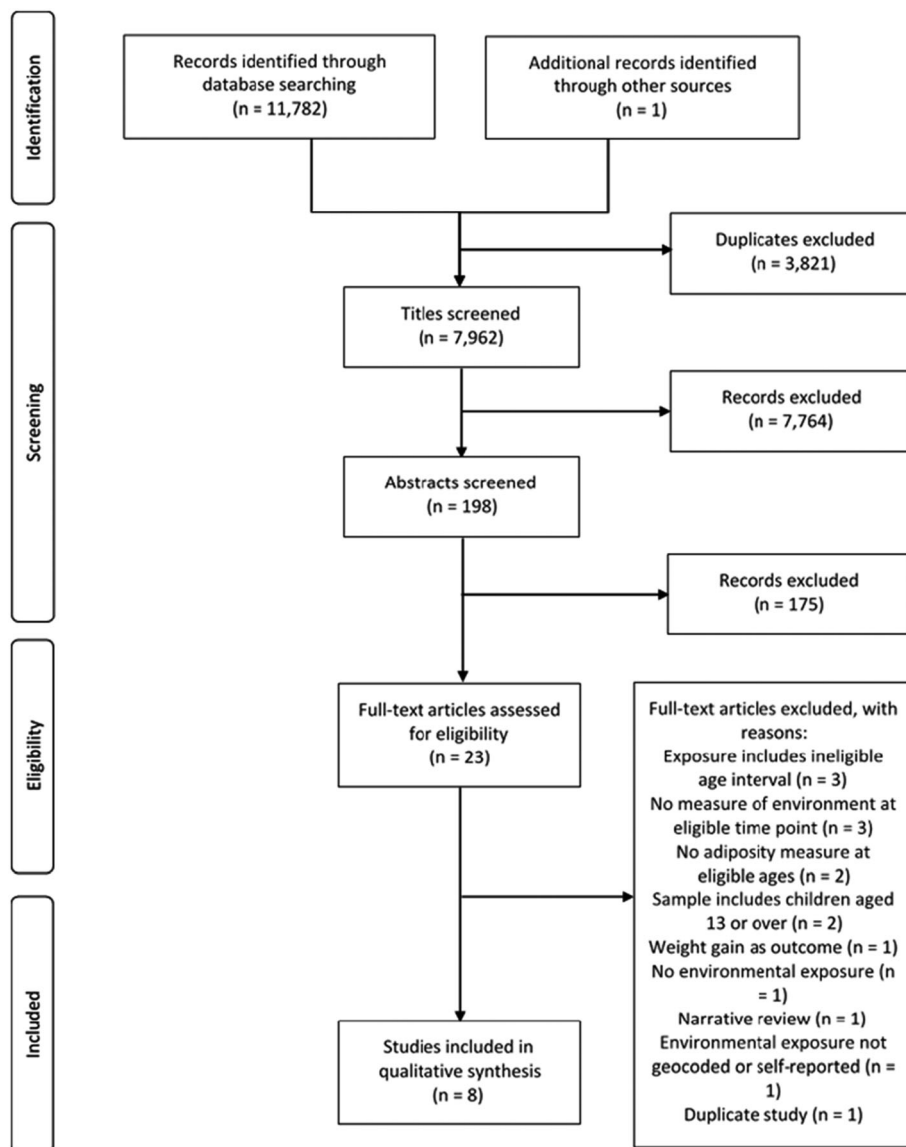 Identification
Records identified through
database searching
(n = 11,782)
Additional records identified
through other sources
(n = 1)
Screening
Duplicates excluded
(n = 3,821)
Titles screened
(n = 7,962)
Records excluded
(n = 7,764)
Abstracts screened
(n = 198)
Records excluded
(n = 175)
Eligibility
Full-text articles assessed
for eligibility
(n = 23)
Full-text articles excluded, with
reasons:
Exposure includes ineligible
age interval (n = 3)
No measure of environment at
eligible time point (n = 3)
No adiposity measure at
eligible ages (n = 2)
Sample includes children aged
13 or over (n = 2)
Weight gain as outcome (n = 1)
No environmental exposure (n
= 1)
Narrative review (n = 1)
Environmental exposure not
geocoded or self-reported (n =
1)
Duplicate study (n = 1)
Included
Studies included in
qualitative synthesis
(n = 8)